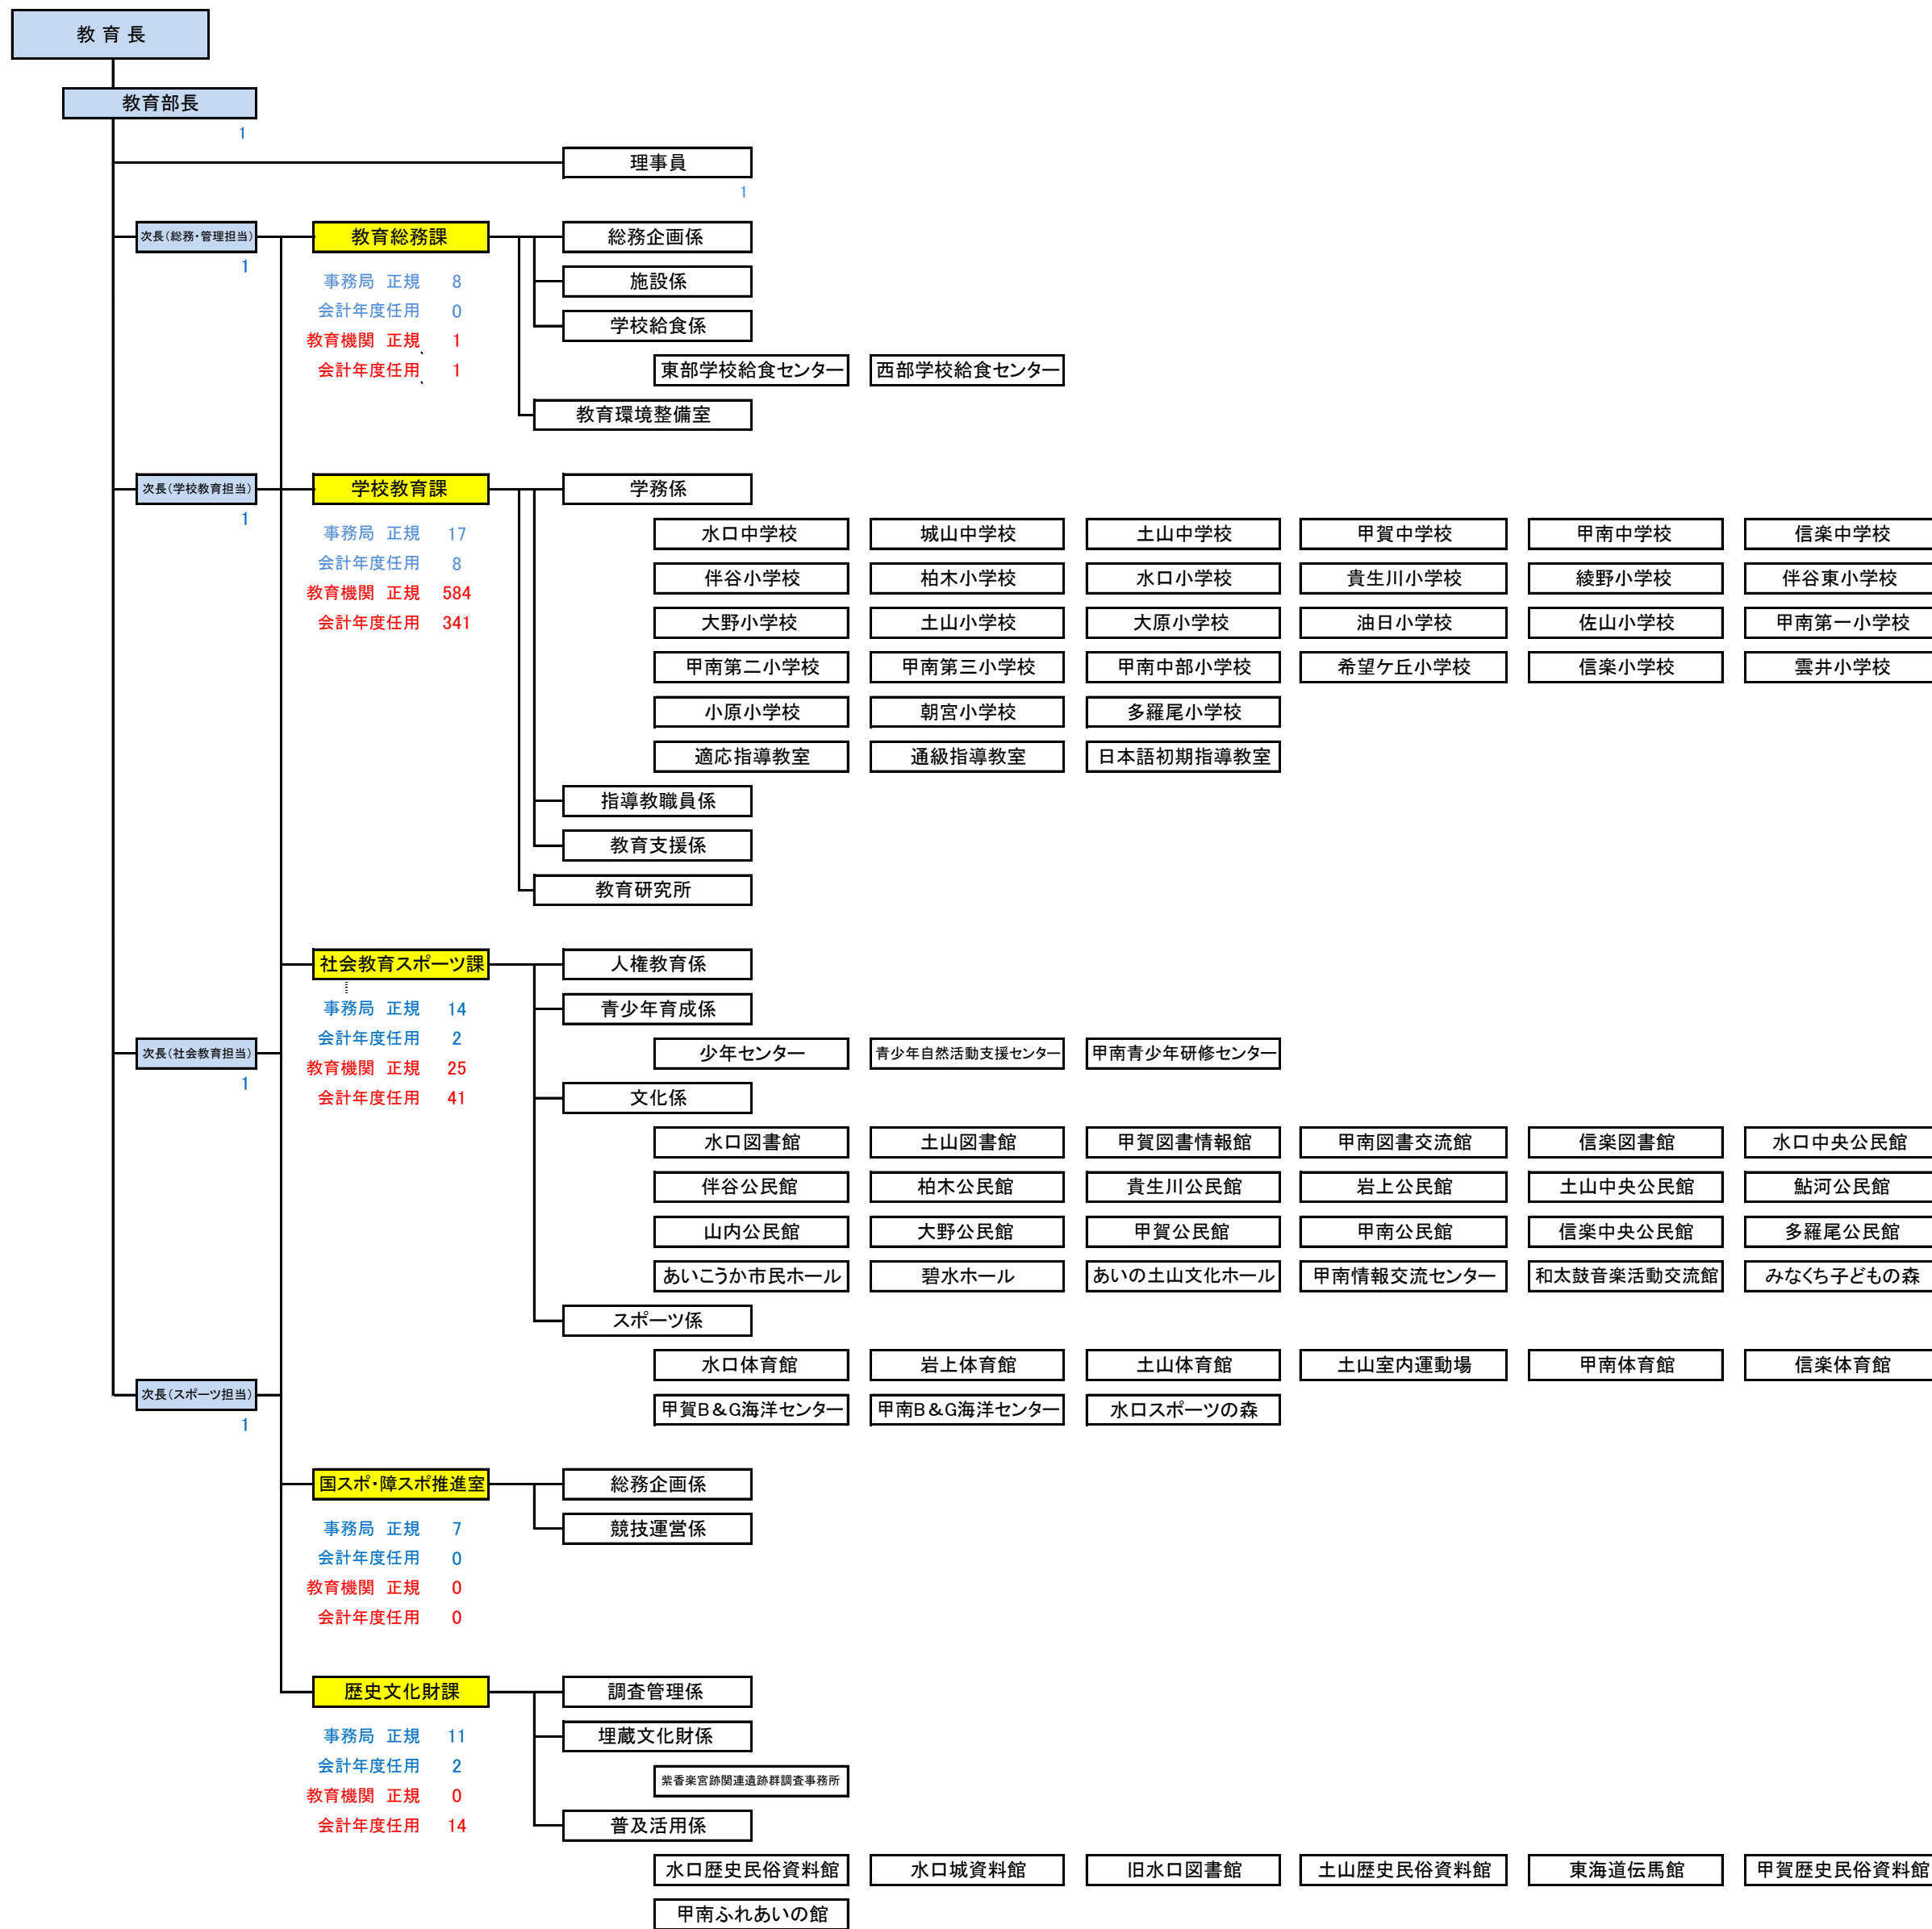 教 育 長
教育部長
1
理事員
1
次長（総務・管理担当） 教育総務課 総務企画係
1
事務局 正規 8 施設係
会計年度任用 0 学校給食係
教育機関 正規 1
会計年度任用 1 東部学校給食センター 西部学校給食センター
教育環境整備室
次長（学校教育担当） 学校教育課 学務係
1
事務局 正規 17 水口中学校 城山中学校 土山中学校 甲賀中学校 甲南中学校 信楽中学校
会計年度任用 8 伴谷小学校 柏木小学校 水口小学校 貴生川小学校 綾野小学校 伴谷東小学校
教育機関 正規 584
会計年度任用 341 大野小学校 土山小学校 大原小学校 油日小学校 佐山小学校 甲南第一小学校
甲南第二小学校 甲南第三小学校 甲南中部小学校 希望ケ丘小学校 信楽小学校 雲井小学校
小原小学校 朝宮小学校 多羅尾小学校
適応指導教室 通級指導教室 日本語初期指導教室
指導教職員係
教育支援係
教育研究所
社会教育スポーツ課 人権教育係
事務局 正規 14 青少年育成係
会計年度任用 2
次長（社会教育担当） 少年センター 青少年自然活動支援センター 甲南青少年研修センター
教育機関 正規 25
1
会計年度任用 41 文化係
水口図書館 土山図書館 甲賀図書情報館 甲南図書交流館 信楽図書館 水口中央公民館
伴谷公民館 柏木公民館 貴生川公民館 岩上公民館 土山中央公民館 鮎河公民館
山内公民館 大野公民館 甲賀公民館 甲南公民館 信楽中央公民館 多羅尾公民館
あいこうか市民ホール 碧水ホール あいの土山文化ホール 甲南情報交流センター 和太鼓音楽活動交流館 みなくち子どもの森
スポーツ係
水口体育館 岩上体育館 土山体育館 土山室内運動場 甲南体育館 信楽体育館
次長（スポーツ担当） 甲賀B＆G海洋センター 甲南B＆G海洋センター 水口スポーツの森
1
国スポ・障スポ推進室 総務企画係
事務局 正規 7 競技運営係
会計年度任用 0
教育機関 正規 0
会計年度任用 0
歴史文化財課 調査管理係
事務局 正規 11 埋蔵文化財係
会計年度任用 2 紫香楽宮跡関連遺跡群調査事務所
教育機関 正規 0
会計年度任用 14 普及活用係
水口歴史民俗資料館 水口城資料館 旧水口図書館 土山歴史民俗資料館 東海道伝馬館 甲賀歴史民俗資料館
甲南ふれあいの館